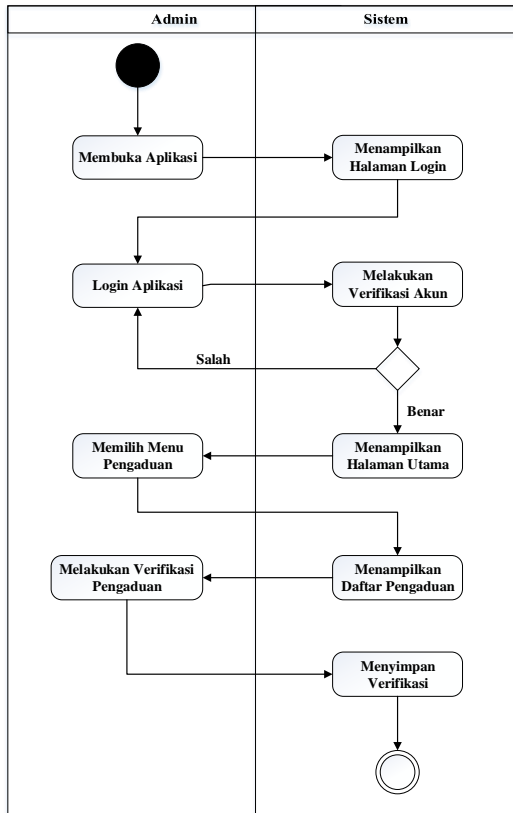 Admin
Sistem
Membuka Aplikasi
Menampilkan
Halaman Login
Login Aplikasi
Melakukan
Verifikasi Akun
Salah
Benar
Memilih Menu
Pengaduan
Menampilkan
Halaman Utama
Melakukan Verifikasi
Pengaduan
Menampilkan
Daftar Pengaduan
Menyimpan
Verifikasi